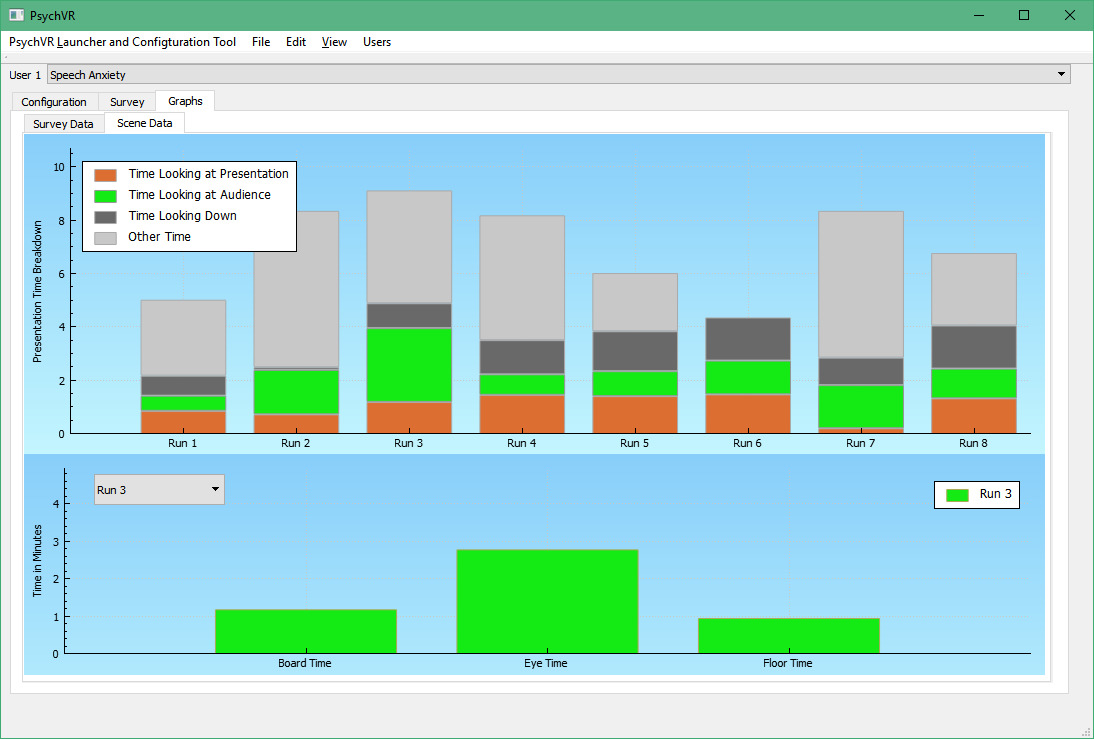 PsychVR
PsychVR Launcher and Configturation Tool File Edit View Users
User 1 Speech Anxiety
Configuration Survey Graphs
Survey Data Scene Data
Presentation Time Breakdown
10
8
6
4
2
0
Time Looking at Presentation
Time Looking at Audience
Time Looking Down
Other Time
Run 1 Run 2 Run 3 Run 4 Run 5 Run 6 Run 7 Run 8
Time in Minutes
4
3
2
1
0
Run 3
Run 3
Board Time Eye Time Floor Time